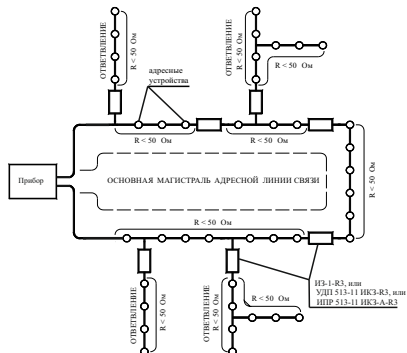 ОТВЕТВЛЕНИЕ
R < 50 Ом
ОТВЕТВЛЕНИЕ
R < 50 Ом
R < 50 Ом
адресные
устройства
R < 50 Ом
R < 50 Ом
R < 50 Ом
Прибор
ОСНОВНАЯ МАГИСТРАЛЬ АДРЕСНОЙ ЛИНИИ СВЯЗИ
R < 50 Ом
ОТВЕТВЛЕНИЕ
R < 50 Ом
ОТВЕТВЛЕНИЕ
R < 50 Ом
R < 50 Ом
ИЗ-1-R3, или
УДП 513-11 ИКЗ-R3, или
ИПР 513-11 ИКЗ-А-R3